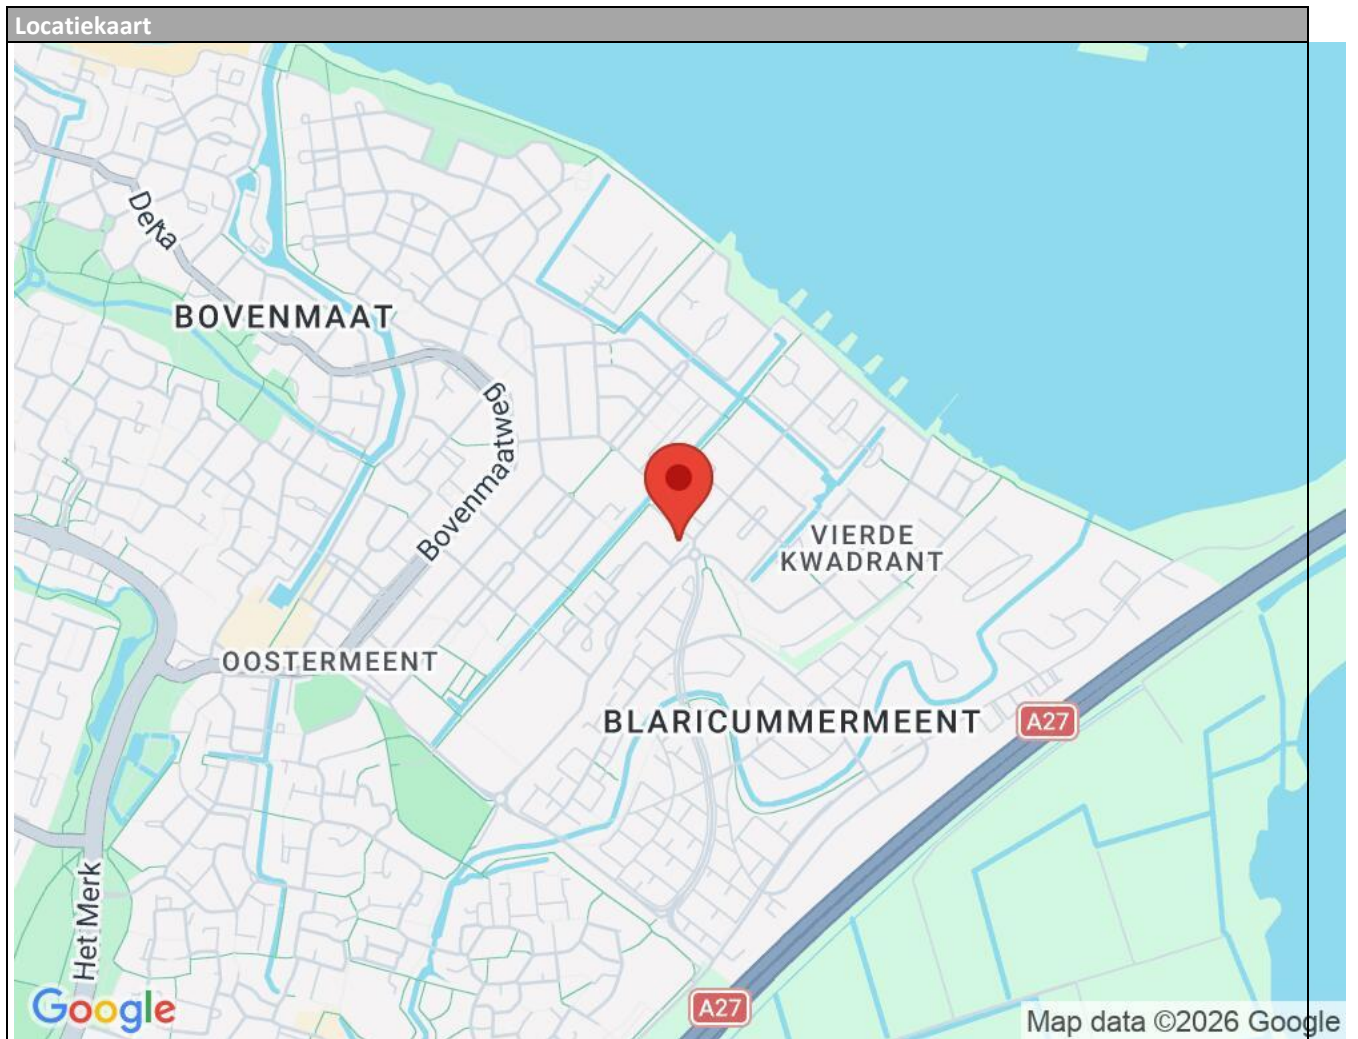 Locatiekaart
Delta
BOVENMAAT
Bovenmaatweg
VIERDE
KWADRANT
OOSTERMEENT
BLARICUMMERMEENT
A27
Het Merk
A27
Google
Map data ©2026 Google